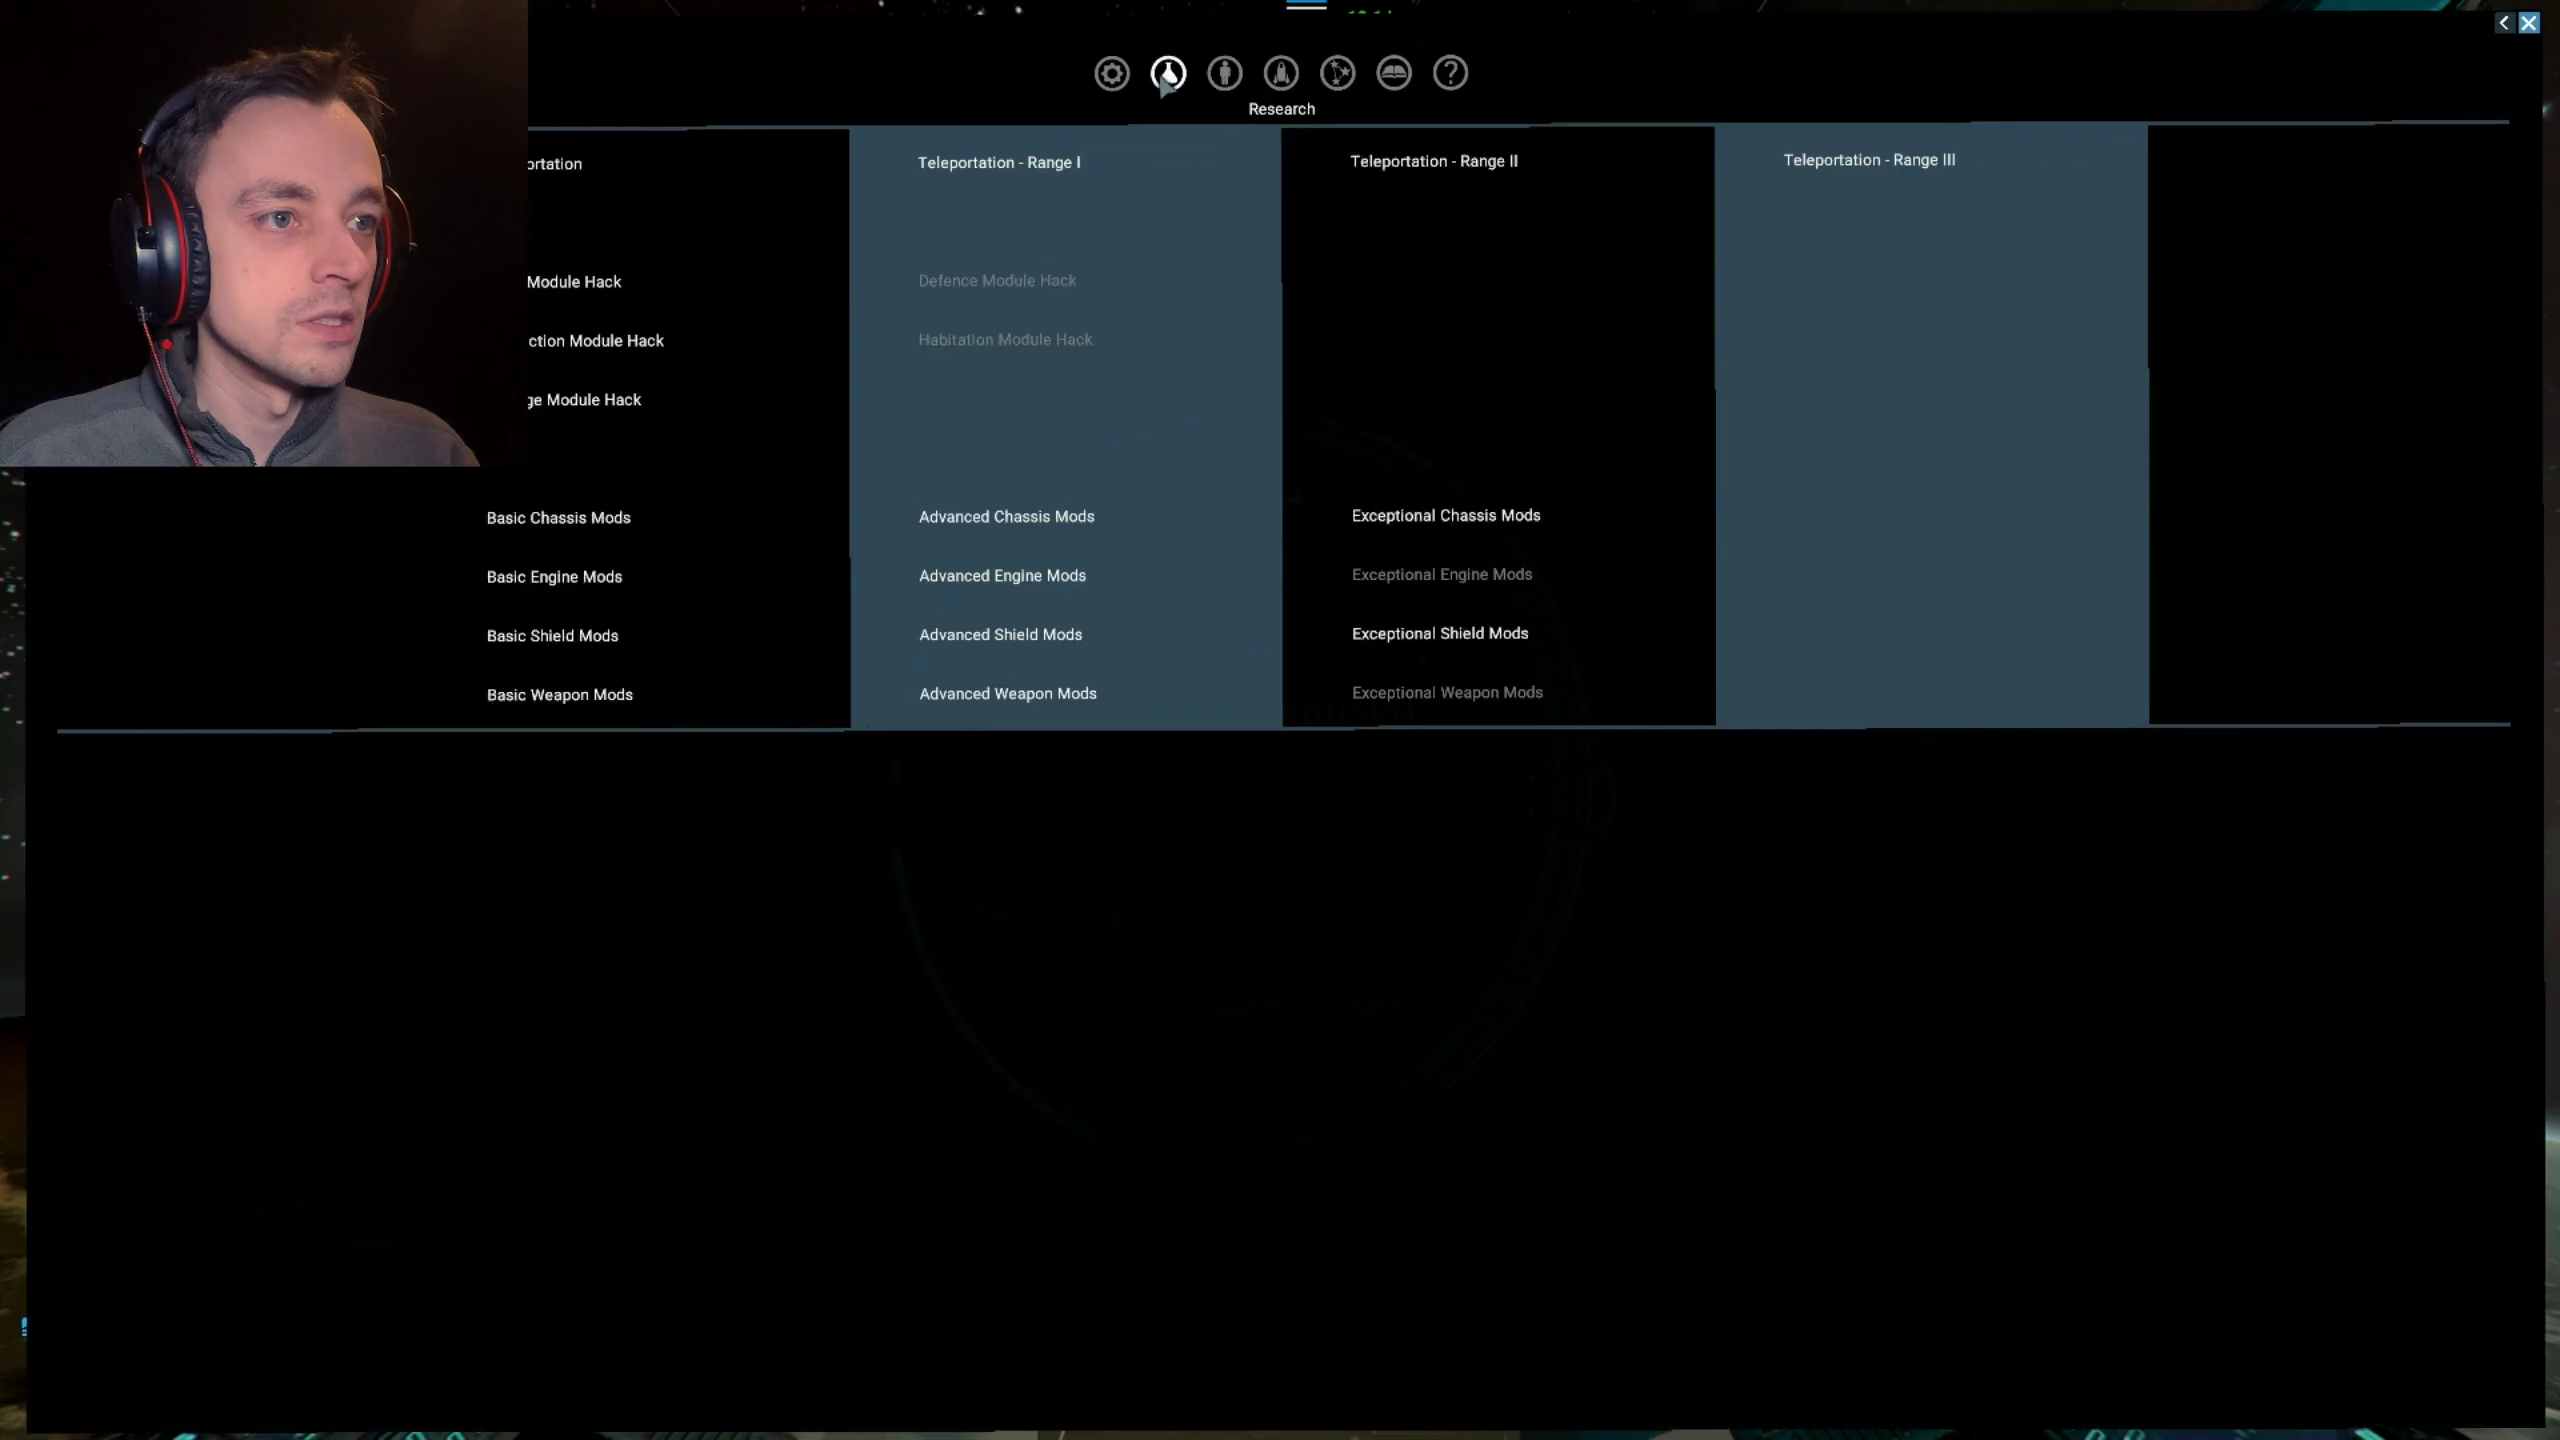 Research
ortation
Teleportation - Range I
Teleportation - Range II
Teleportation - Range III
Module Hack
Defence Module Hack
ction Module Hack
Habitation Module Hack
ge Module Hack
Basic Chassis Mods
Advanced Chassis Mods
Exceptional Chassis Mods
Basic Engine Mods
Advanced Engine Mods
Exceptional Engine Mods
Basic Shield Mods
Advanced Shield Mods
Exceptional Shield Mods
Basic Weapon Mods
Advanced Weapon Mods
Exceptional Weapon Mods